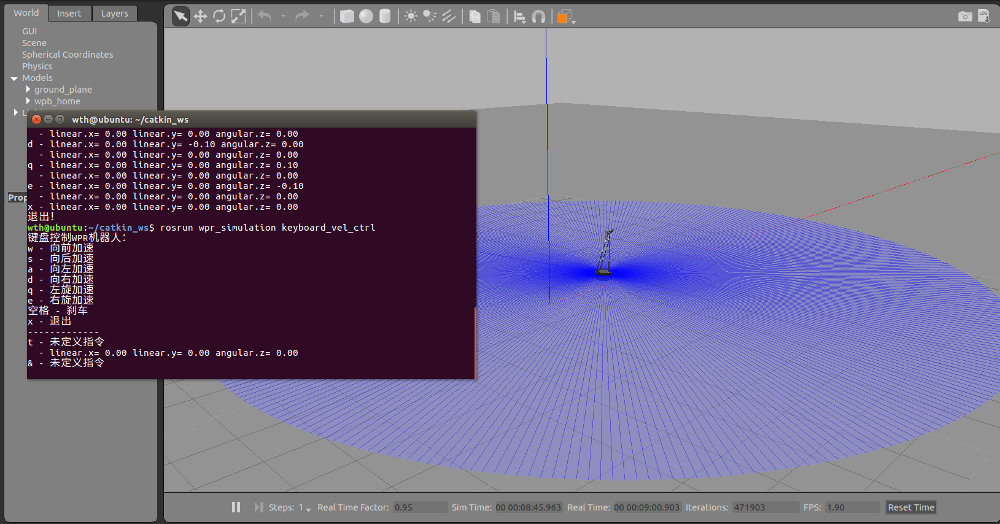 World Insert Layers
GUI
Scene
Spherical Coordinates
Physics
Models
ground_plane
wpb_home
LOG
wth@ubuntu: ~/catkin_ws
- linear.x= 0.00 linear.y= 0.00 angular.z= 0.00
d - linear.x= 0.00 linear.y= -0.10 angular.z= 0.00
- linear.x= 0.00 linear.y= 0.00 angular.z= 0.00
q - linear.x= 0.00 linear.y= 0.00 angular.z= 0.10
- linear.x= 0.00 linear.y= 0.00 angular.z= 0.00
e - linear.x= 0.00 linear.y= 0.00 angular.z= -0.10
- linear.x= 0.00 linear.y= 0.00 angular.z= 0.00
x - linear.x= 0.00 linear.y= 0.00 angular.z= 0.00
退出！
wth@ubuntu:~/catkin_ws$ rosrun wpr_simulation keyboard_vel_ctrl
键盘控制WPR机器人：
w - 向前加速
s - 向后加速
a - 向左加速
d - 向右加速
q - 左旋加速
e - 右旋加速
空格 - 刹车
x - 退出
-------------
t - 未定义指令
- linear.x= 0.00 linear.y= 0.00 angular.z= 0.00
& - 未定义指令
Prop
Steps: 1 Real Time Factor: 0.95 Sim Time: 00 00:08:45.963 Real Time: 00 00:09:00.903 Iterations: 471903 FPS: 1.90 Reset Time